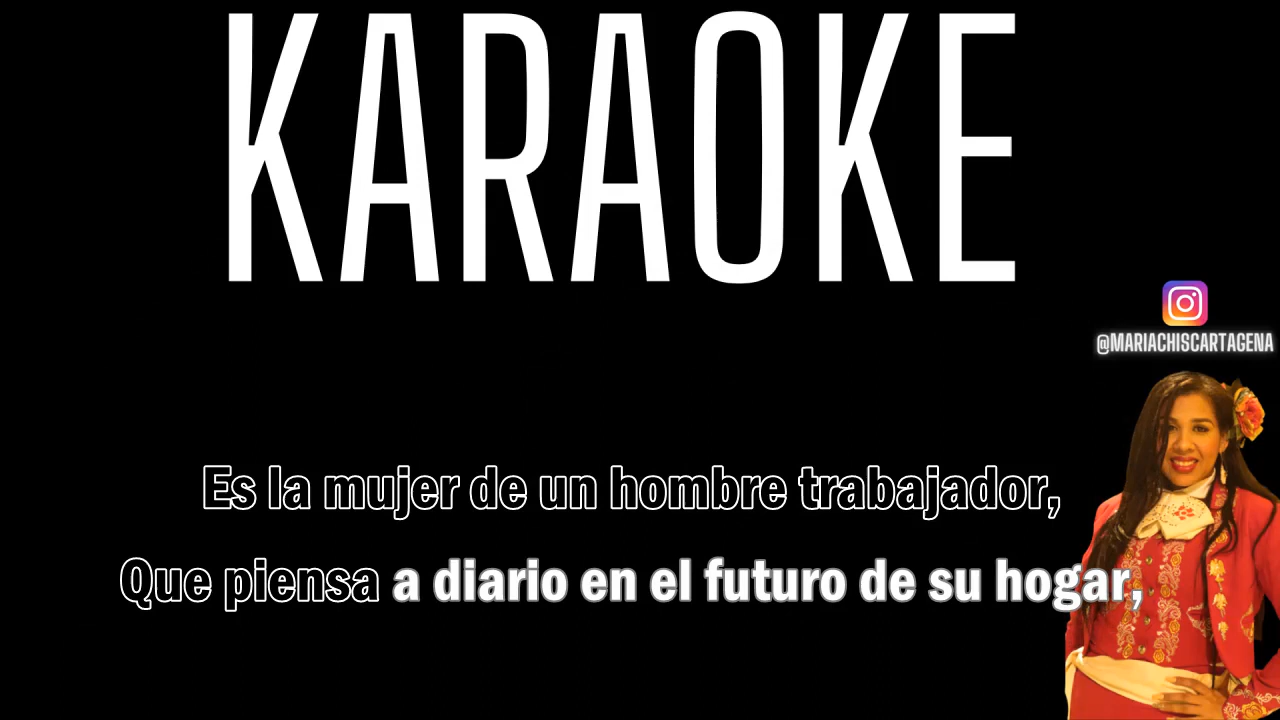 KARAOKE
@MARIACHISCARTAGENA
Es la mujer de un hombre trabajador,
Que piensa a diario en el futuro de su hogar,